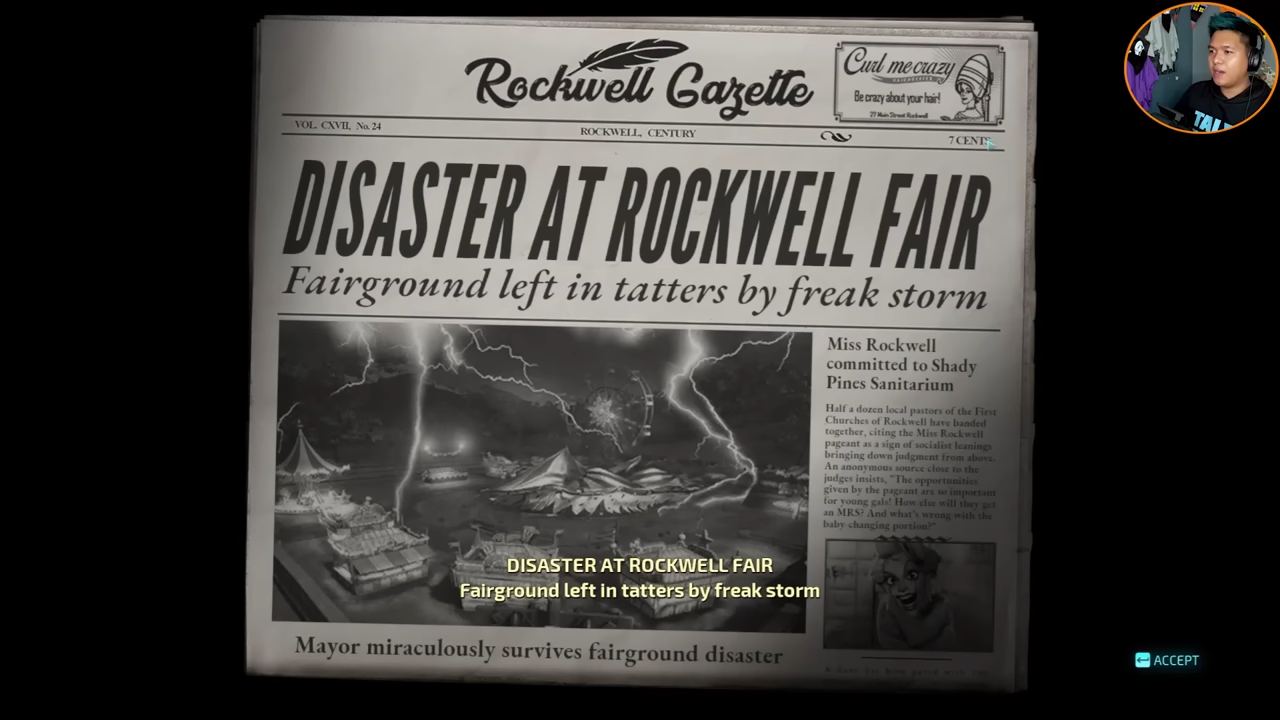 Rockwell Gazette
Curl me crazy
Be crazy about your hair!
27 Main Street Rockwell
VOL. CXVII, No. 24
ROCKWELL, CENTURY
7 CENTS
DISASTER AT ROCKWELL FAIR
Fairground left in tatters by freak storm
Miss Rockwell
committed to Shady
Pines Sanitarium
Half a dozen local pastors of the First
Churches of Rockwell have banded
together, citing the Miss Rockwell
pageant as a sign of socialist leanings
bringing down judgment from above.
An anonymous source close to the
judges insists, "The opportunities
given by the pageant are so important
for young gals! How else will they get
an MRS? And what's wrong with the
baby-changing portion?"
DISASTER AT ROCKWELL FAIR
Fairground left in tatters by freak storm
Mayor miraculously survives fairground disaster
ACCEPT